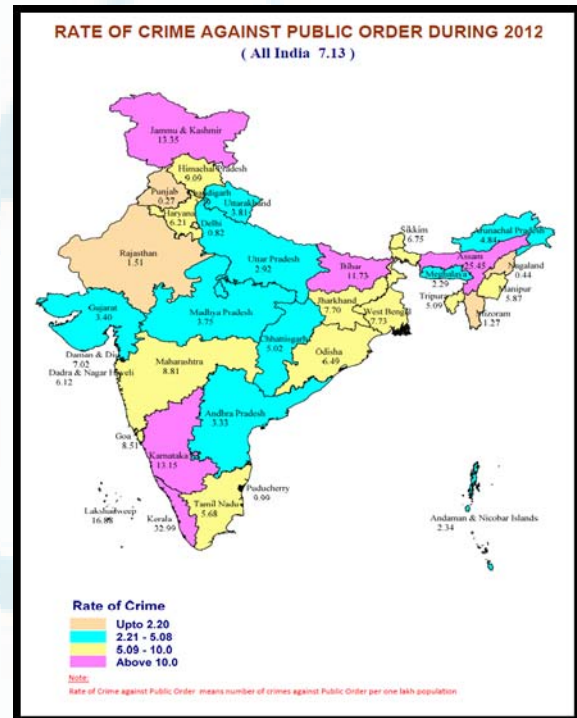 RATE OF CRIME AGAINST PUBLIC ORDER DURING 2012
( All India 7.13 )
Jammu & Kashmir
13.35
Himachal Pradesh
9.09
Punjab
0.27
Chandigarh
Uttarakhand
3.81
Haryana
6.21
Delhi
0.82
Rajasthan
1.51
Uttar Pradesh
2.92
Sikkim
6.75
Arunachal Pradesh
4.84
Assam
25.45
Bihar
11.73
Meghalaya
2.29
Nagaland
0.44
Manipur
5.87
Tripura
5.09
Mizoram
1.27
Gujarat
3.40
Madhya Pradesh
3.75
Jharkhand
7.70
West Bengal
7.73
Chhattisgarh
5.02
Daman & Diu
7.02
Dadra & Nagar Haveli
6.12
Maharashtra
8.81
Odisha
6.49
Andhra Pradesh
3.33
Goa
8.51
Karnataka
13.15
Puducherry
9.99
Lakshadweep
Kerala
32.99
Tamil Nadu
5.68
Andaman & Nicobar Islands
2.34
Rate of Crime
Upto 2.20
2.21 - 5.08
5.09 - 10.0
Above 10.0
Note:
Rate of Crime against Public Order means number of crimes against Public Order per one lakh population